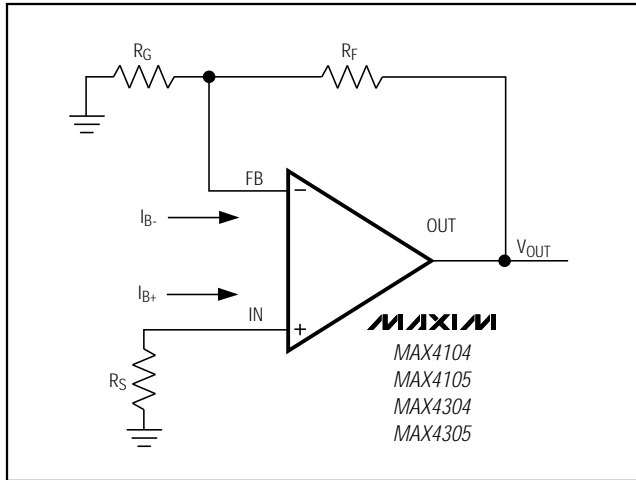 RG
RF
FB
−
IB-
OUT
VOUT
IB+
IN
+
MAXIM
RS
MAX4104
MAX4105
MAX4304
MAX4305